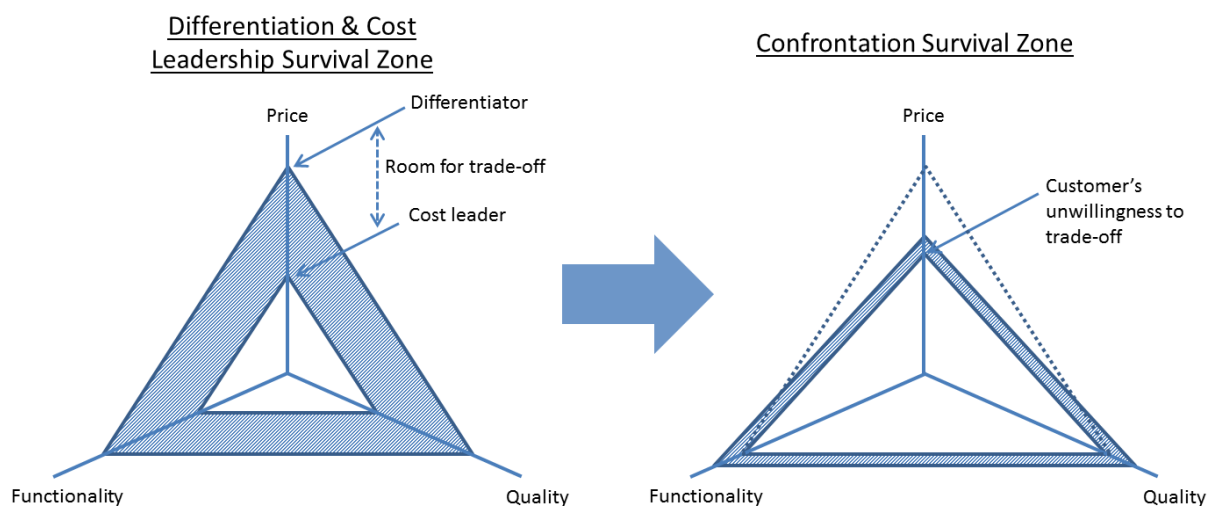 Differentiation & Cost
Leadership Survival Zone
Price
Differentiator
Room for trade-off
Cost leader
Functionality
Quality
Confrontation Survival Zone
Price
Customer’s
unwillingness to
trade-off
Functionality
Quality